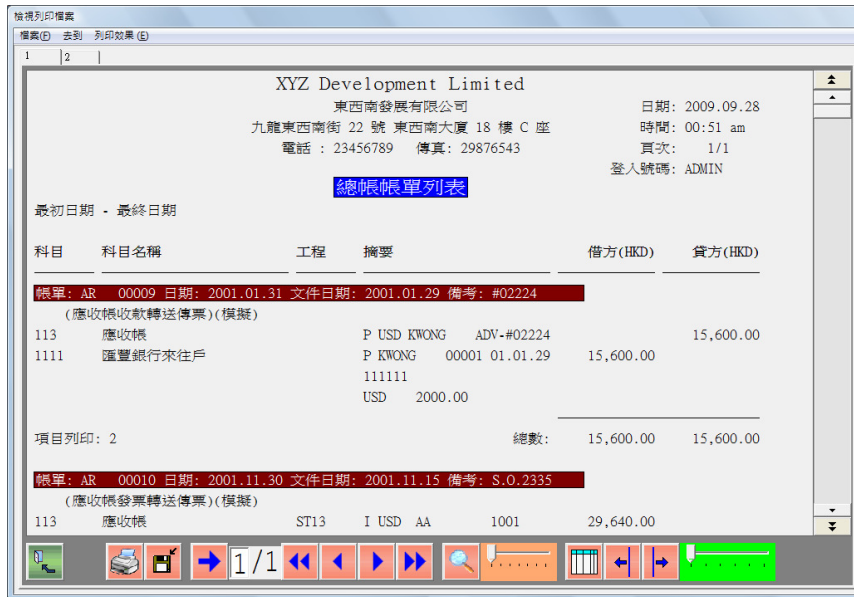 檢視列印檔案
檔案(F) 去到 列印效果(E)
1 2
XYZ Development Limited
東西南發展有限公司 日期: 2009.09.28
九龍東西南街 22 號 東西南大廈 18 樓 C 座 時間: 00:51 am
電話 : 23456789 傳真: 29876543 頁次: 1/1
登入號碼: ADMIN
總帳帳單列表
最初日期 - 最終日期
科目 科目名稱 工程 摘要 借方(HKD) 貸方(HKD)
帳單: AR 00009 日期: 2001.01.31 文件日期: 2001.01.29 備考: #02224
(應收帳收款轉送傳票)(模擬)
113 應收帳 P USD KWONG ADV-#02224 15,600.00
1111 匯豐銀行來往戶 P KWONG 00001 01.01.29 15,600.00
111111
USD 2000.00
項目列印: 2 總數: 15,600.00 15,600.00
帳單: AR 00010 日期: 2001.11.30 文件日期: 2001.11.15 備考: S.O.2335
(應收帳發票轉送傳票)(模擬)
113 應收帳 ST13 I USD AA 1001 29,640.00
1/1